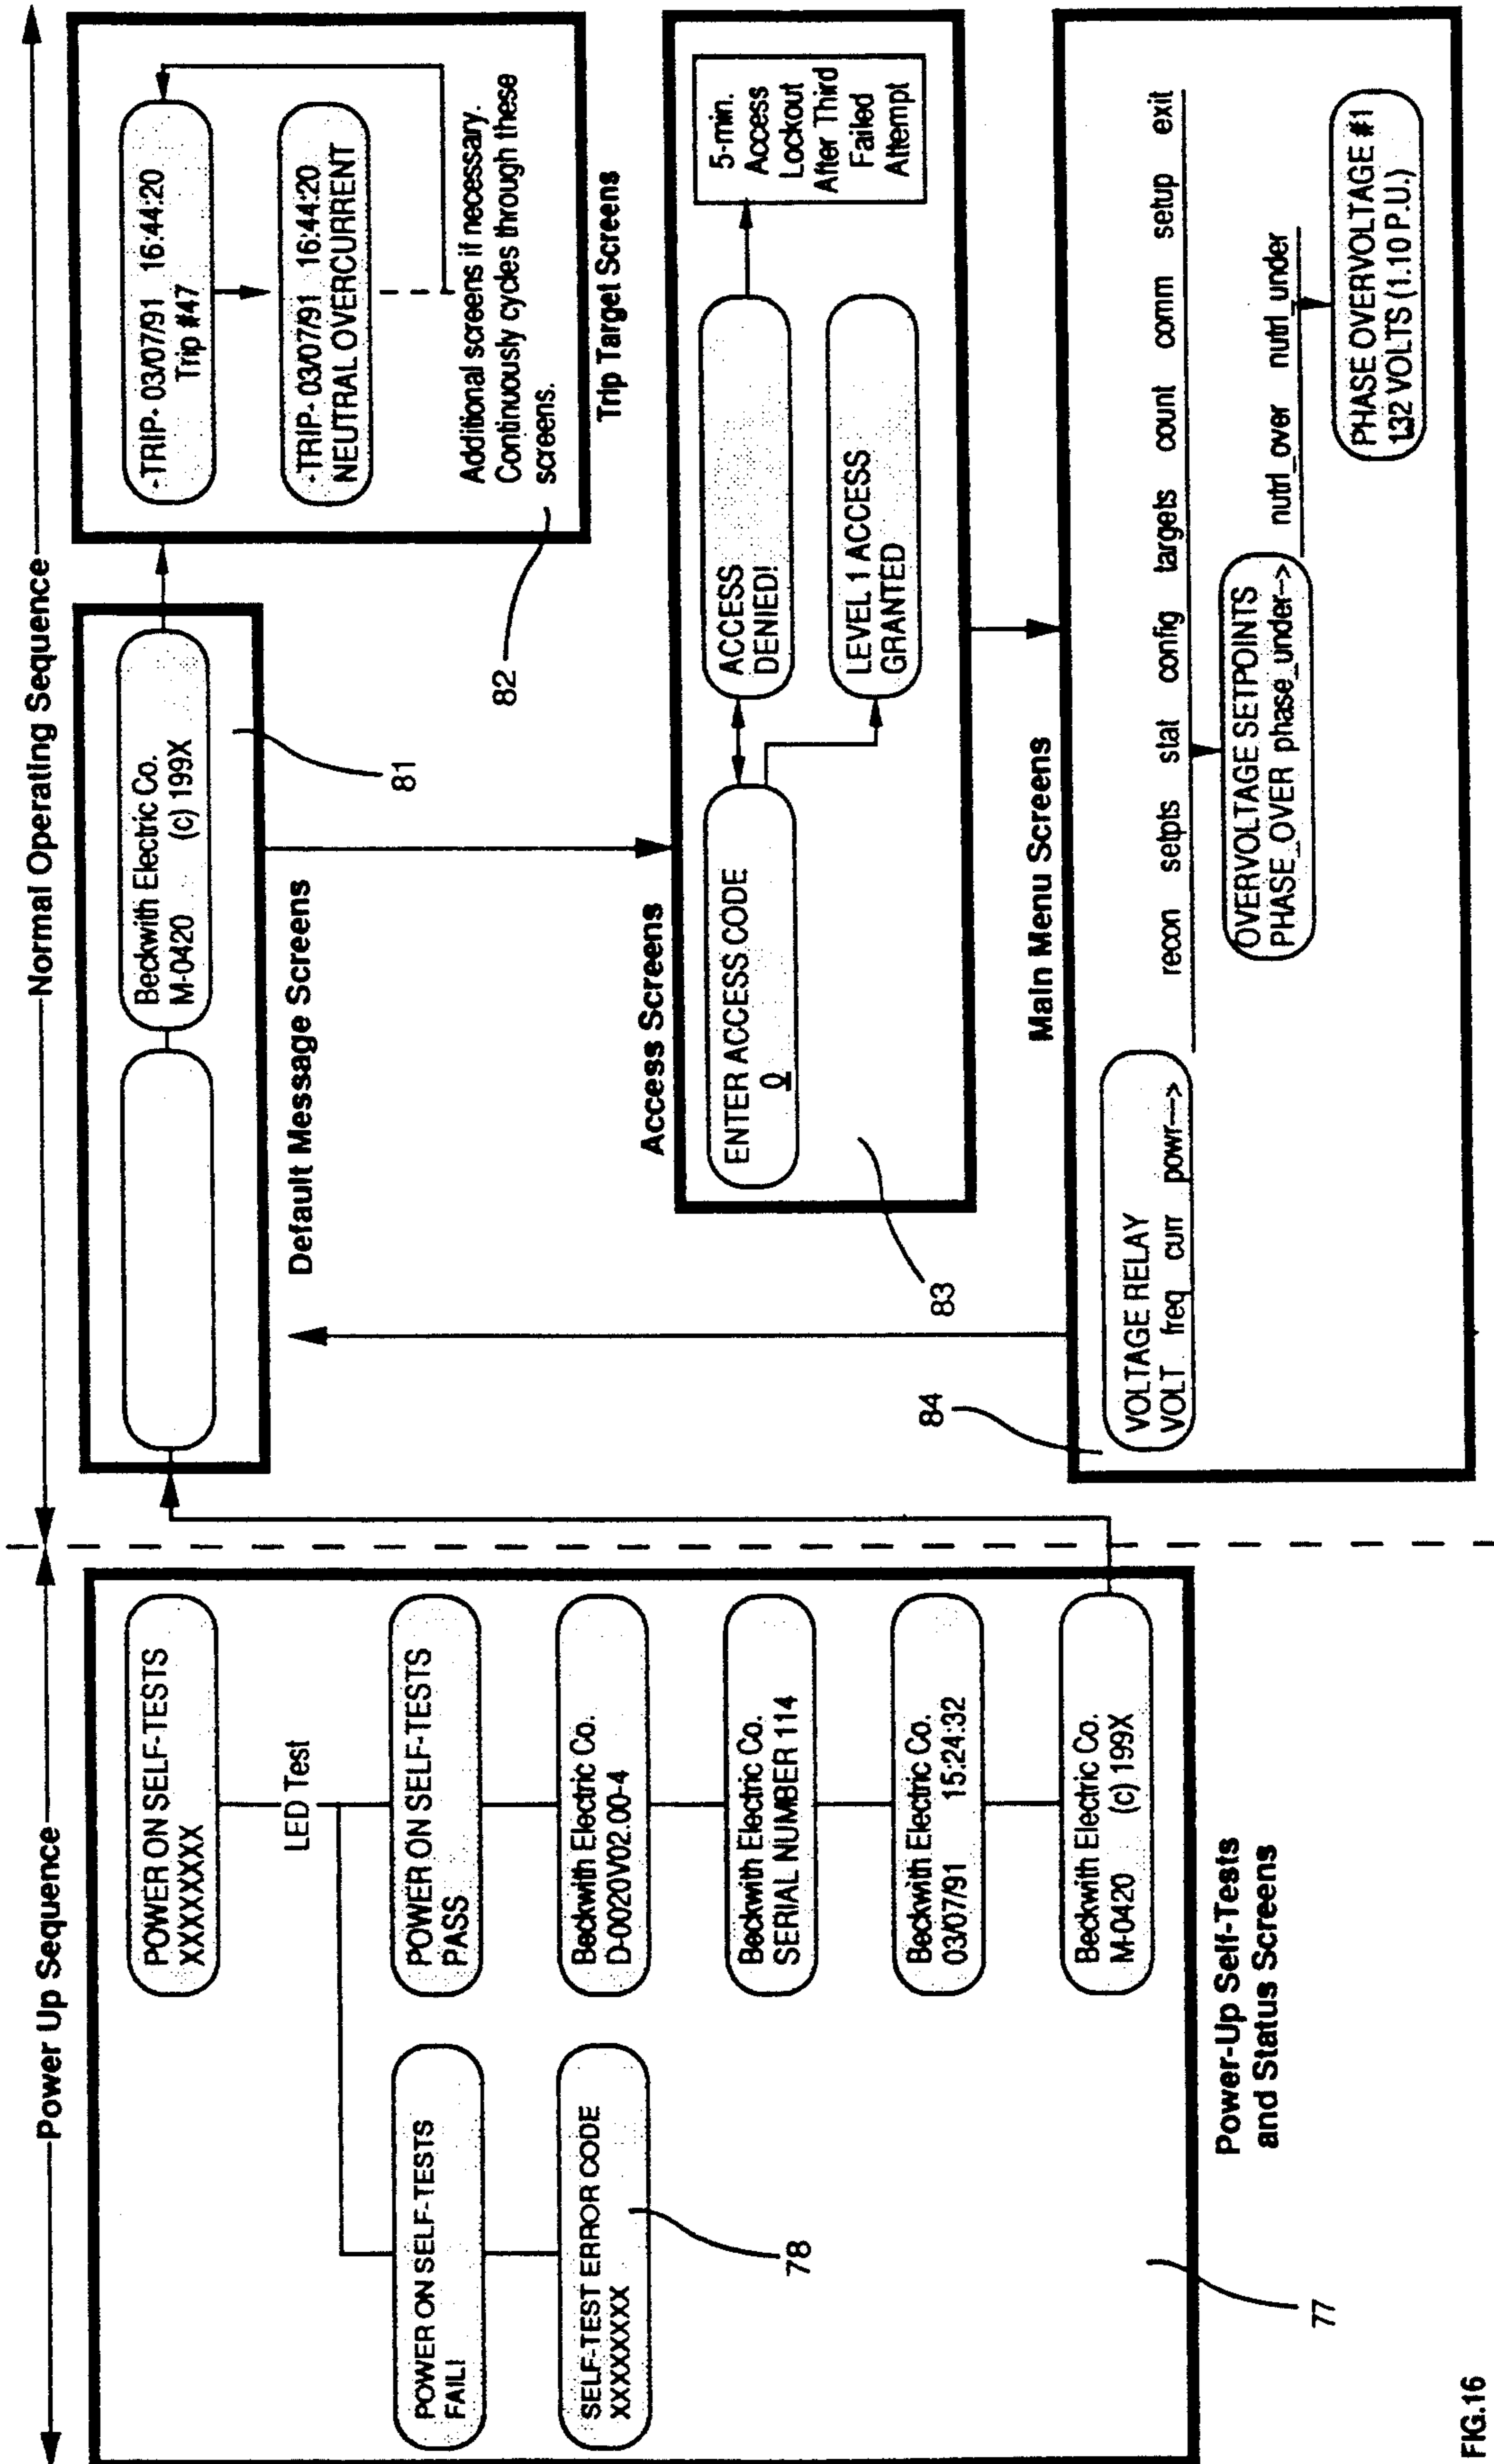 Power Up Sequence
Normal Operating Sequence
POWER ON SELF-TESTS
XXXXXXXX
LED Test
POWER ON SELF-TESTS
FAIL!
SELF-TEST ERROR CODE
XXXXXXXX
78
POWER ON SELF-TESTS
PASS
Beckwith Electric Co.
D-0020V02.00-4
Beckwith Electric Co.
SERIAL NUMBER 114
Beckwith Electric Co.
03/07/91 15:24:32
Beckwith Electric Co.
M-0420 (c) 199X
77
Power-Up Self-Tests
and Status Screens
Beckwith Electric Co.
M-0420 (c) 199X
81
Default Message Screens
-TRIP- 03/07/91 16:44:20
Trip #47
-TRIP- 03/07/91 16:44:20
NEUTRAL OVERCURRENT
Additional screens if necessary.
Continuously cycles through these
screens.
82
Trip Target Screens
Access Screens
ENTER ACCESS CODE
0
ACCESS
DENIED!
LEVEL 1 ACCESS
GRANTED
5-min.
Access
Lockout
After Third
Failed
Attempt
83
Main Menu Screens
84
VOLTAGE RELAY
VOLT freq curr powr--->
recon setpts stat config targets count comm setup exit
OVERVOLTAGE SETPOINTS
PHASE_OVER phase_under-->
nutrl_over nutrl_under
PHASE OVERVOLTAGE #1
132 VOLTS (1.10 P.U.)
FIG.16